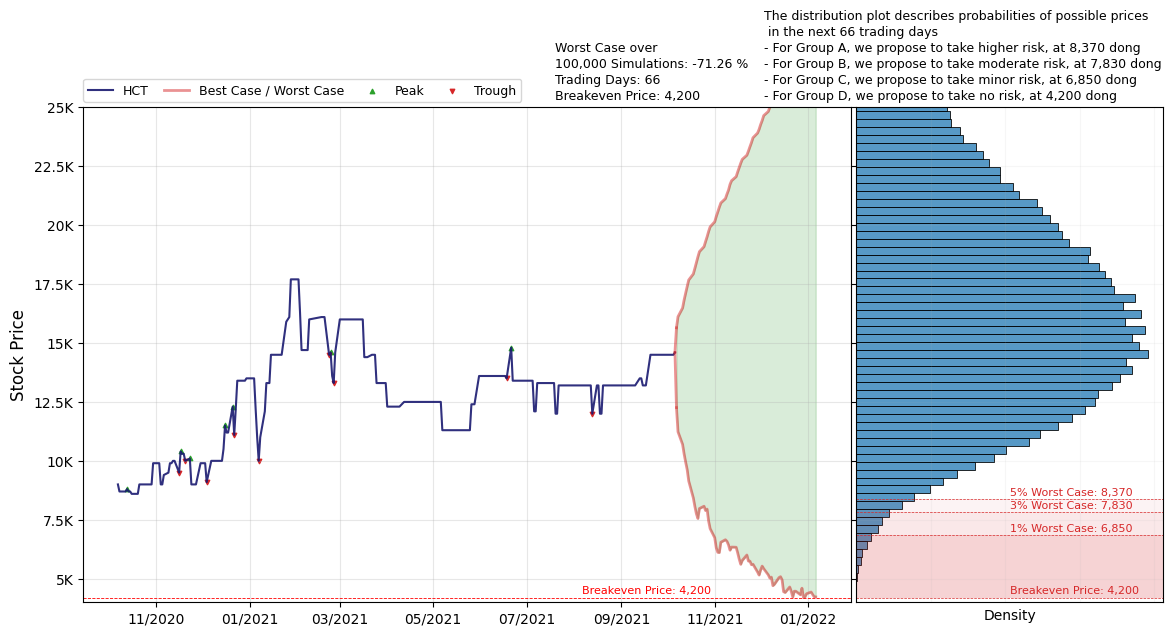 The distribution plot describes probabilities of possible prices
in the next 66 trading days
- For Group A, we propose to take higher risk, at 8,370 dong
- For Group B, we propose to take moderate risk, at 7,830 dong
- For Group C, we propose to take minor risk, at 6,850 dong
- For Group D, we propose to take no risk, at 4,200 dong
Worst Case over
100,000 Simulations: -71.26 %
Trading Days: 66
Breakeven Price: 4,200
HCT
Best Case / Worst Case
Peak
Trough
25K
22.5K
20K
17.5K
15K
12.5K
10K
7.5K
5K
Stock Price
Breakeven Price: 4,200
11/2020
01/2021
03/2021
05/2021
07/2021
09/2021
11/2021
01/2022
5% Worst Case: 8,370
3% Worst Case: 7,830
1% Worst Case: 6,850
Breakeven Price: 4,200
Density